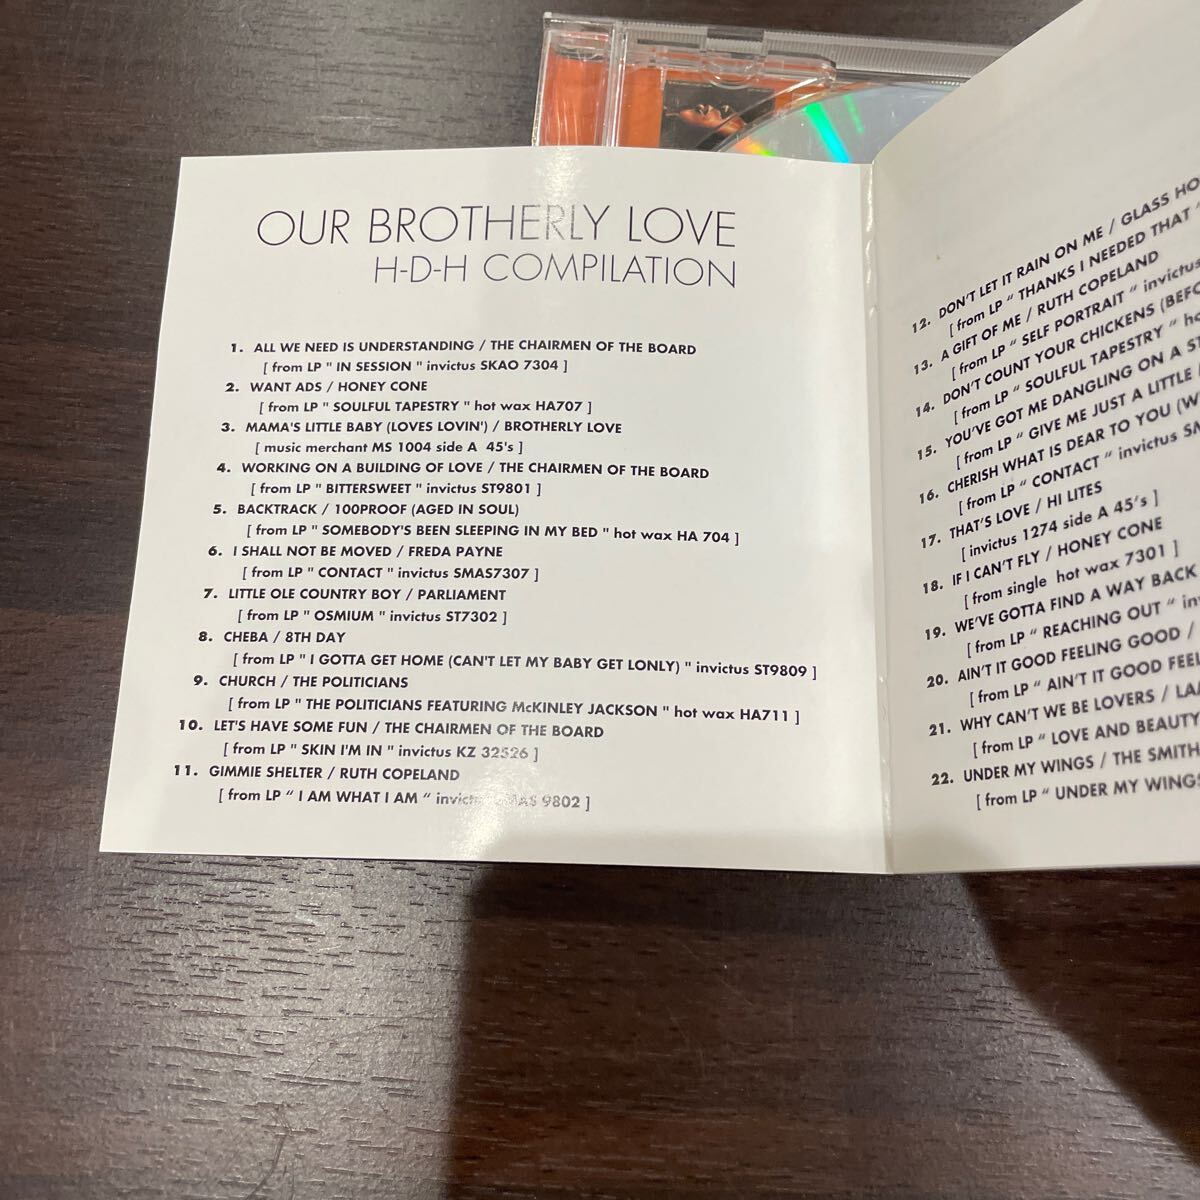 OUR BROTHERLY LOVE
H-D-H COMPILATION
1. ALL WE NEED IS UNDERSTANDING / THE CHAIRMEN OF THE BOARD
[ from LP " IN SESSION " invictus SKAO 7304 ]
2. WANT ADS / HONEY CONE
[ from LP " SOULFUL TAPESTRY " hot wax HA707 ]
3. MAMA'S LITTLE BABY (LOVES LOVIN') / BROTHERLY LOVE
[ music merchant MS 1004 side A 45's ]
4. WORKING ON A BUILDING OF LOVE / THE CHAIRMEN OF THE BOARD
[ from LP " BITTERSWEET " invictus ST9801 ]
5. BACKTRACK / 100PROOF (AGED IN SOUL)
[ from LP " SOMEBODY'S BEEN SLEEPING IN MY BED " hot wax HA 704 ]
6. I SHALL NOT BE MOVED / FREDA PAYNE
[ from LP " CONTACT " invictus SMAS7307 ]
7. LITTLE OLE COUNTRY BOY / PARLIAMENT
[ from LP " OSMIUM " invictus ST7302 ]
8. CHEBA / 8TH DAY
[ from LP " I GOTTA GET HOME (CAN'T LET MY BABY GET LONLY) " invictus ST9809 ]
9. CHURCH / THE POLITICIANS
[ from LP " THE POLITICIANS FEATURING McKINLEY JACKSON " hot wax HA711 ]
10. LET'S HAVE SOME FUN / THE CHAIRMEN OF THE BOARD
[ from LP " SKIN I'M IN " invictus KZ 32526 ]
11. GIMMIE SHELTER / RUTH COPELAND
[ from LP " I AM WHAT I AM " 9802 ]
12. DON'T LET IT RAIN ON ME / GLASS
[ from LP " THANKS I NEEDED THAT "
13. A GIFT OF ME / RUTH COPELAND
[ from LP " SELF PORTRAIT " invictus
14. DON'T COUNT YOUR CHICKENS
[ from LP " SOULFUL TAPESTRY "
15. YOU'VE GOT ME DANGLING ON A
[ from LP " GIVE ME JUST A LITTLE
16. CHERISH WHAT IS DEAR TO YOU
[ from LP " CONTACT " invictus
17. THAT'S LOVE / HI LITES
[ invictus 1274 side A 45's ]
18. IF I CAN'T FLY / HONEY CONE
[ from single hot wax 7301 ]
19. WE'VE GOTTA FIND A WAY BACK
[ from LP " REACHING OUT "
20. AIN'T IT GOOD FEELING GOOD /
[ from LP " AIN'T IT GOOD
21. WHY CAN'T WE BE LOVERS /
[ from LP " LOVE AND BEAUTY
22. UNDER MY WINGS / THE
[ from LP " UNDER MY WINGS